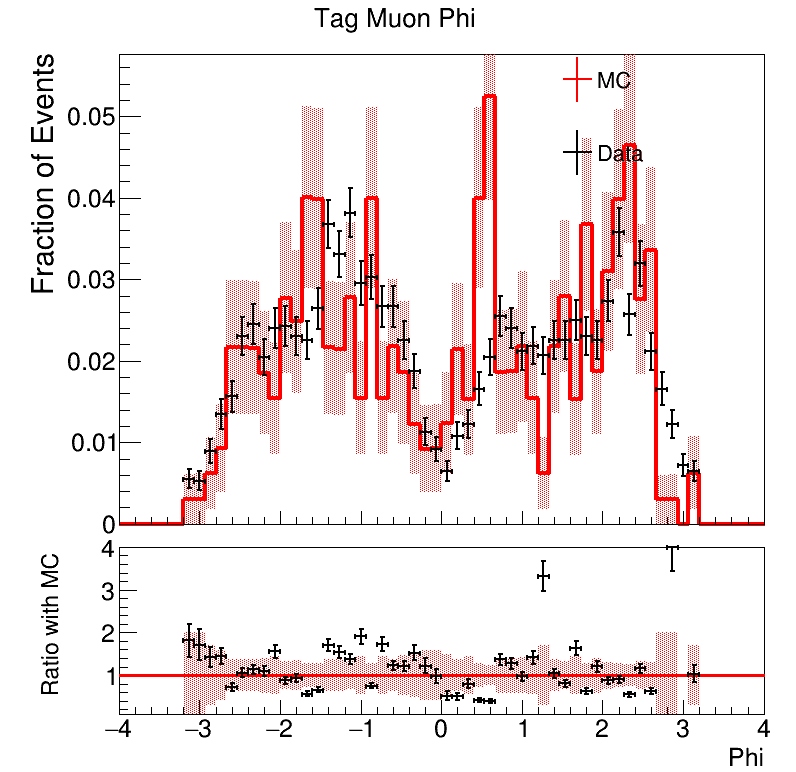 Tag Muon Phi
Fraction of Events
0.05
0.04
0.03
0.02
0.01
0
MC
Data
Ratio with MC
4
3
2
1
−4 −3 −2 −1 0 1 2 3 4
Phi